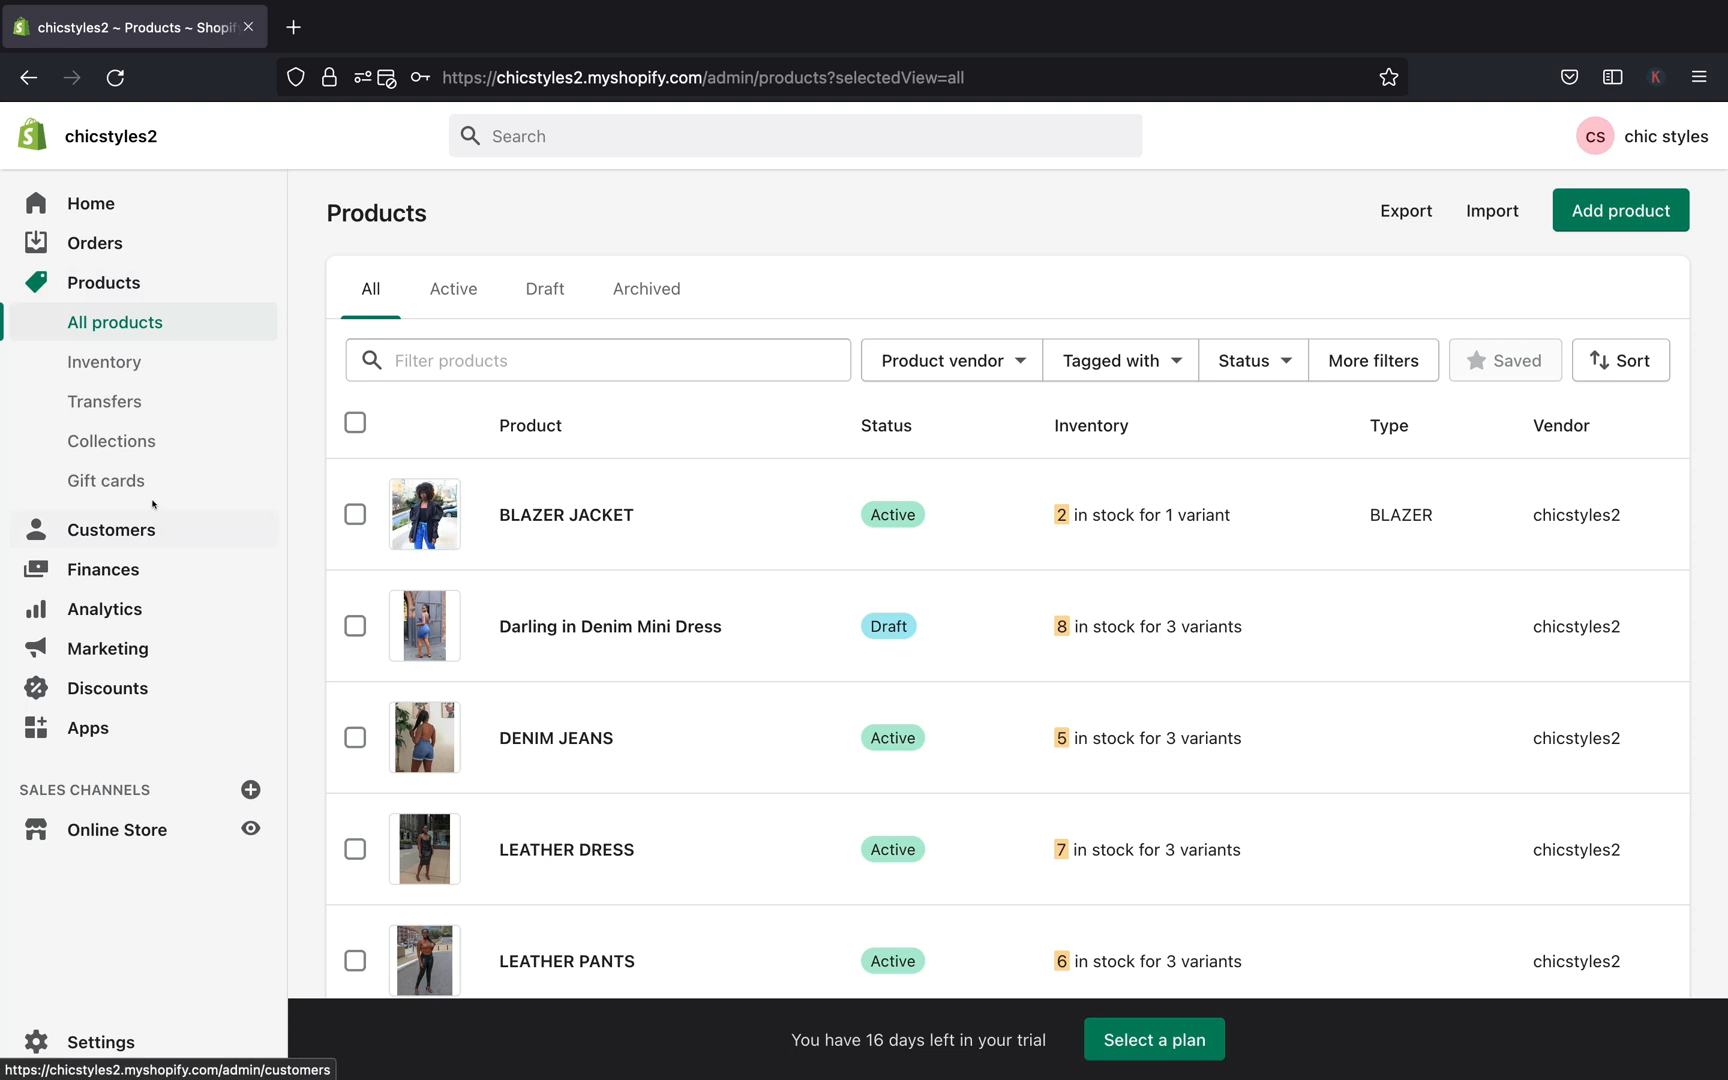 chicstyles2 ~ Products ~ Shopif
https://chicstyles2.myshopify.com/admin/products?selectedView=all
K
chicstyles2
Search
CS
chic styles
Home
Orders
Products
All products
Inventory
Transfers
Collections
Gift cards
Customers
Finances
Analytics
Marketing
Discounts
Apps
SALES CHANNELS
Online Store
Settings
https://chicstyles2.myshopify.com/admin/customers
Products
Export
Import
Add product
All
Active
Draft
Archived
Filter products
Product vendor
Tagged with
Status
More filters
Saved
Sort
Product
Status
Inventory
Type
Vendor
BLAZER JACKET
Active
2 in stock for 1 variant
BLAZER
chicstyles2
Darling in Denim Mini Dress
Draft
8 in stock for 3 variants
chicstyles2
DENIM JEANS
Active
5 in stock for 3 variants
chicstyles2
LEATHER DRESS
Active
7 in stock for 3 variants
chicstyles2
LEATHER PANTS
Active
6 in stock for 3 variants
chicstyles2
You have 16 days left in your trial
Select a plan